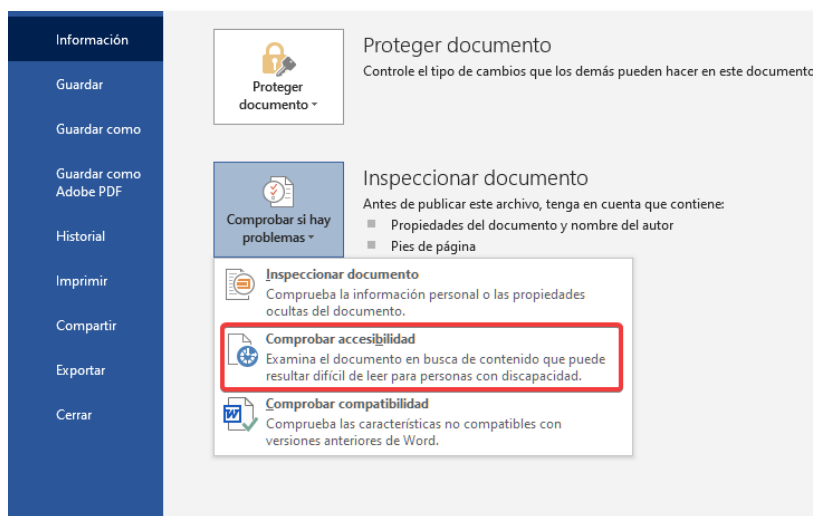 Información
Guardar
Guardar como
Guardar como
Adobe PDF
Historial
Imprimir
Compartir
Exportar
Cerrar
Proteger
documento
Proteger documento
Controle el tipo de cambios que los demás pueden hacer en este documento
Comprobar si hay
problemas
Inspeccionar documento
Antes de publicar este archivo, tenga en cuenta que contiene:
Propiedades del documento y nombre del autor
Pies de página
Inspeccionar documento
Comprueba la información personal o las propiedades
ocultas del documento.
Comprobar accesibilidad
Examina el documento en busca de contenido que puede
resultar difícil de leer para personas con discapacidad.
Comprobar compatibilidad
Comprueba las características no compatibles con
versiones anteriores de Word.